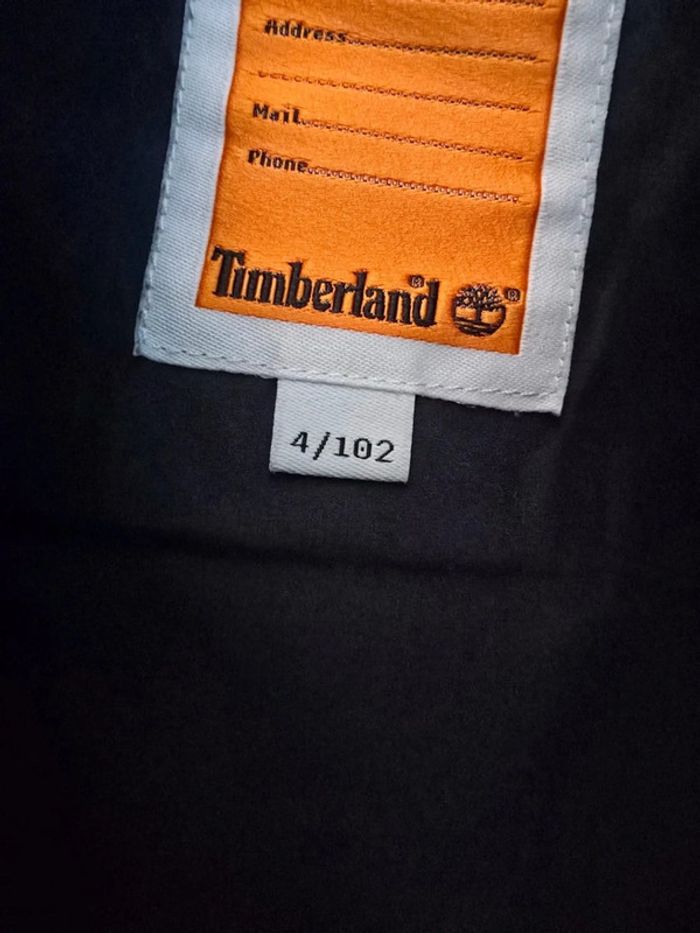 Address
Mail
Phone
Timberland® ®
4/102